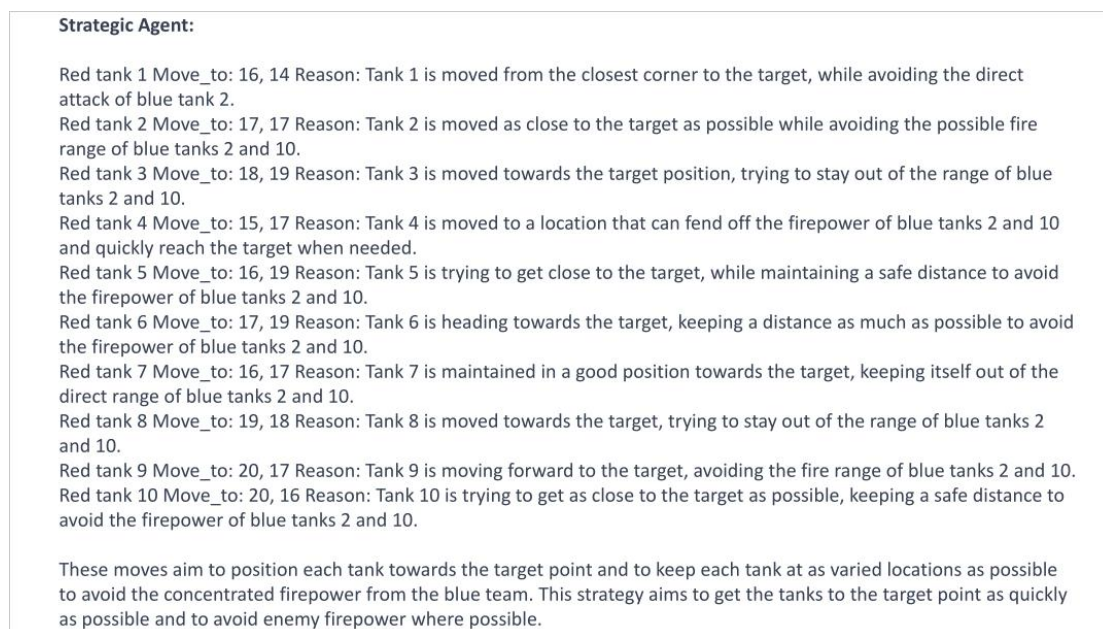 Strategic Agent:
Red tank 1 Move_to: 16, 14 Reason: Tank 1 is moved from the closest corner to the target, while avoiding the direct
attack of blue tank 2.
Red tank 2 Move_to: 17, 17 Reason: Tank 2 is moved as close to the target as possible while avoiding the possible fire
range of blue tanks 2 and 10.
Red tank 3 Move_to: 18, 19 Reason: Tank 3 is moved towards the target position, trying to stay out of the range of blue
tanks 2 and 10.
Red tank 4 Move_to: 15, 17 Reason: Tank 4 is moved to a location that can fend off the firepower of blue tanks 2 and 10
and quickly reach the target when needed.
Red tank 5 Move_to: 16, 19 Reason: Tank 5 is trying to get close to the target, while maintaining a safe distance to avoid
the firepower of blue tanks 2 and 10.
Red tank 6 Move_to: 17, 19 Reason: Tank 6 is heading towards the target, keeping a distance as much as possible to avoid
the firepower of blue tanks 2 and 10.
Red tank 7 Move_to: 16, 17 Reason: Tank 7 is maintained in a good position towards the target, keeping itself out of the
direct range of blue tanks 2 and 10.
Red tank 8 Move_to: 19, 18 Reason: Tank 8 is moved towards the target, trying to stay out of the range of blue tanks 2
and 10.
Red tank 9 Move_to: 20, 17 Reason: Tank 9 is moving forward to the target, avoiding the fire range of blue tanks 2 and 10.
Red tank 10 Move_to: 20, 16 Reason: Tank 10 is trying to get as close to the target as possible, keeping a safe distance to
avoid the firepower of blue tanks 2 and 10.
These moves aim to position each tank towards the target point and to keep each tank at as varied locations as possible
to avoid the concentrated firepower from the blue team. This strategy aims to get the tanks to the target point as quickly
as possible and to avoid enemy firepower where possible.